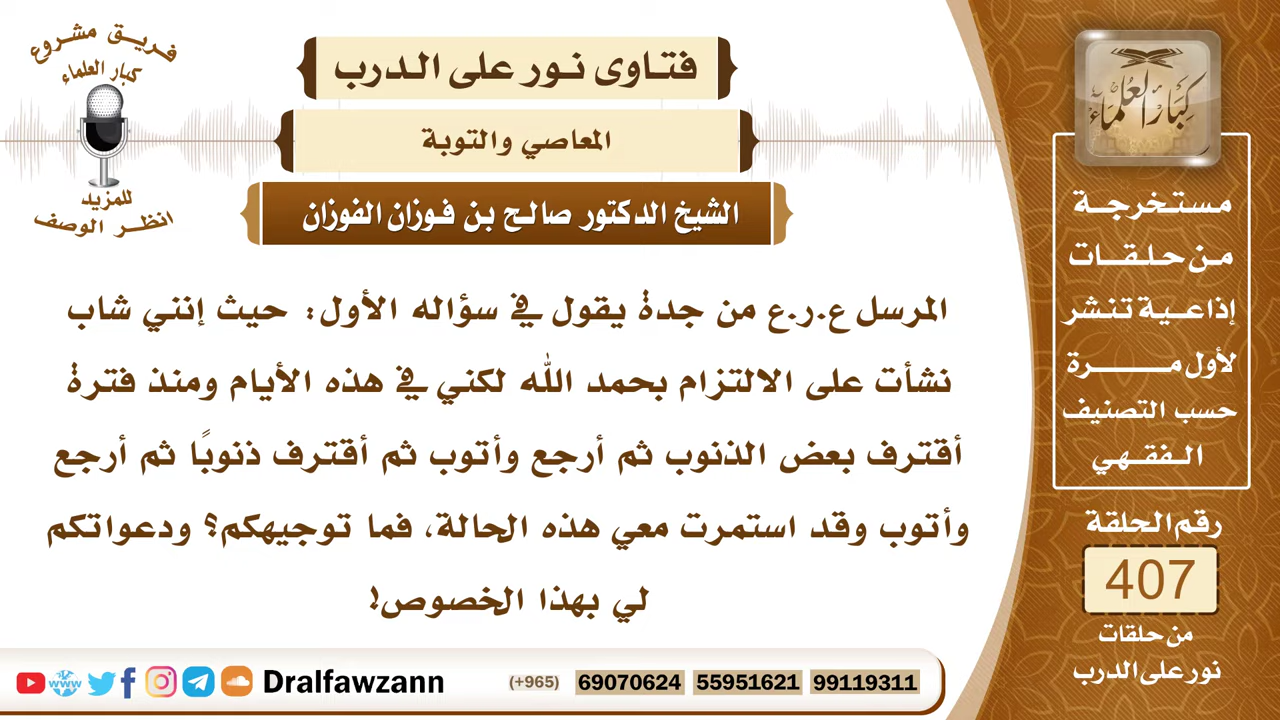 فريق مشروع
كبار العلماء
للمزيد
انظر الوصف
فتاوى نور على الدرب
المعاصي والتوبة
الشيخ الدكتور صالح بن فوزان الفوزان
المرسل ع.ر.ع من جدة يقول في سؤاله الأول: حيث إنني شاب
نشأت على الالتزام بحمد الله لكني في هذه الأيام ومنذ فترة
أقترف بعض الذنوب ثم أرجع وأتوب ثم أقترف ذنوبًا ثم أرجع
وأتوب وقد استمرت معي هذه الحالة، فما توجيهكم؟ ودعواتكم
لي بهذا الخصوص!
كبار العلماء
مستخرجة
من حلقات
إذاعية تنشر
لأول مرة
حسب التصنيف
الفقهي
رقم الحلقة
407
من حلقات
نور على الدرب
www
Dralfawzann (+965) 69070624 55951621 99119311